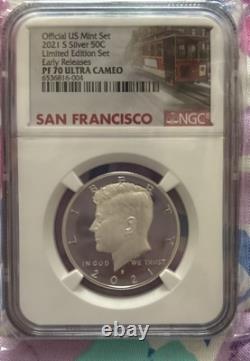 Official US Mint Set
2021 S Silver 50C
Limited Edition Set
Early Releases
PF 70 ULTRA CAMEO
6536816-004
SAN FRANCISCO
NGC
LIBERTY
IN GOD WE TRUST
S
2021